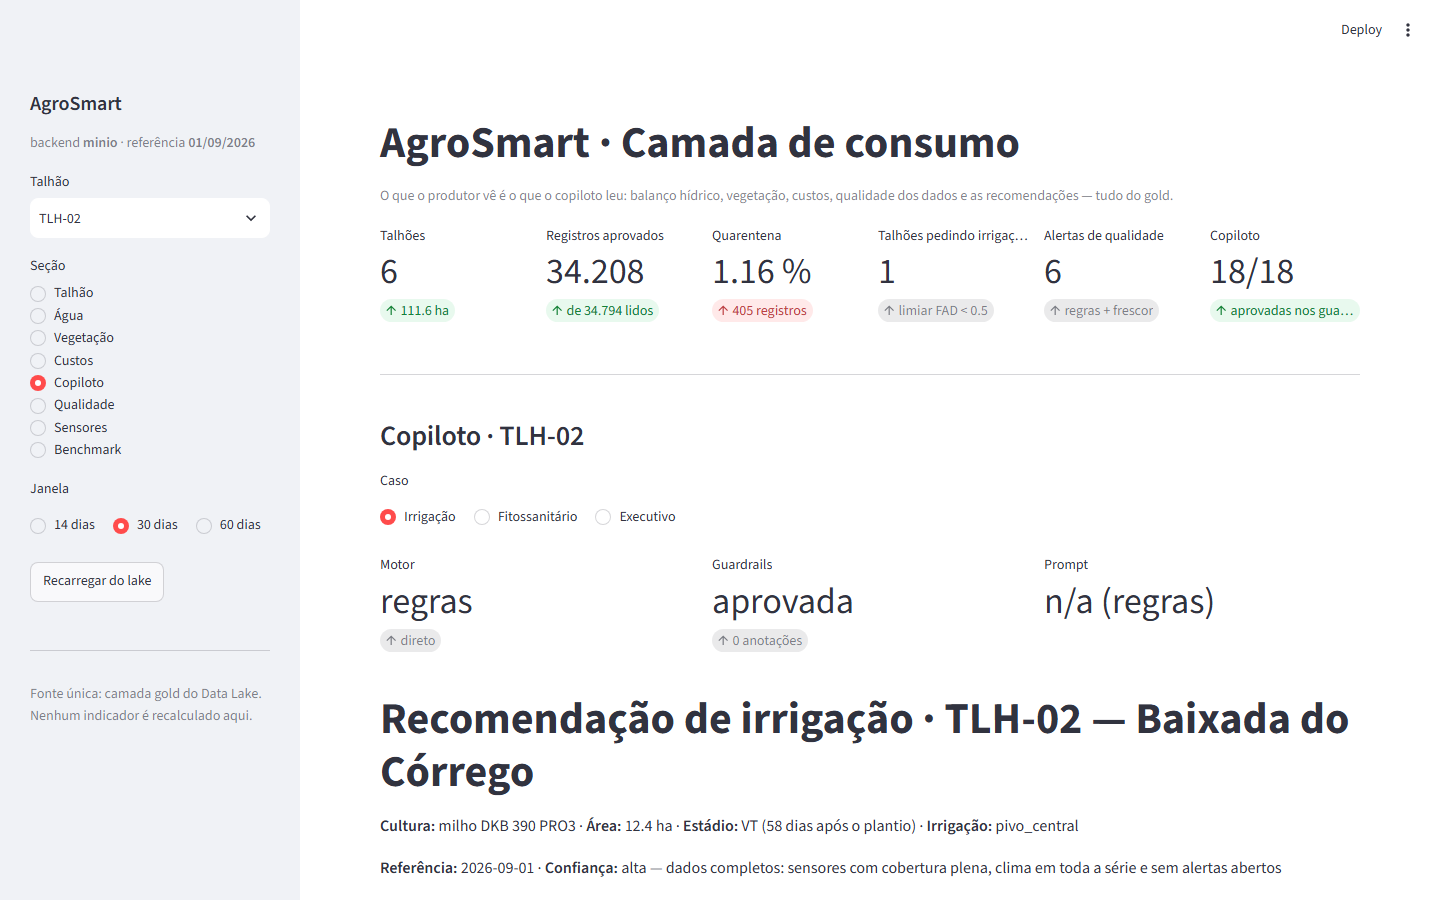 Deploy
AgroSmart
backend minio · referência 01/09/2026
Talhão
TLH-02
Seção
Talhão
Água
Vegetação
Custos
Copiloto
Qualidade
Sensores
Benchmark
Janela
14 dias 30 dias 60 dias
Recarregar do lake
Fonte única: camada gold do Data Lake.
Nenhum indicador é recalculado aqui.
AgroSmart · Camada de consumo
O que o produtor vê é o que o copiloto leu: balanço hídrico, vegetação, custos, qualidade dos dados e as recomendações — tudo do gold.
Talhões Registros aprovados Quarentena Talhões pedindo irrigaç… Alertas de qualidade Copiloto
6 34.208 1.16 % 1 6 18/18
↑ 111.6 ha ↑ de 34.794 lidos ↑ 405 registros ↑ limiar FAD < 0.5 ↑ regras + frescor ↑ aprovadas nos gua…
Copiloto · TLH-02
Caso
Irrigação Fitossanitário Executivo
Motor Guardrails Prompt
regras aprovada n/a (regras)
↑ direto ↑ 0 anotações
Recomendação de irrigação · TLH-02 — Baixada do
Córrego
Cultura: milho DKB 390 PRO3 · Área: 12.4 ha · Estádio: VT (58 dias após o plantio) · Irrigação: pivo_central
Referência: 2026-09-01 · Confiança: alta — dados completos: sensores com cobertura plena, clima em toda a série e sem alertas abertos